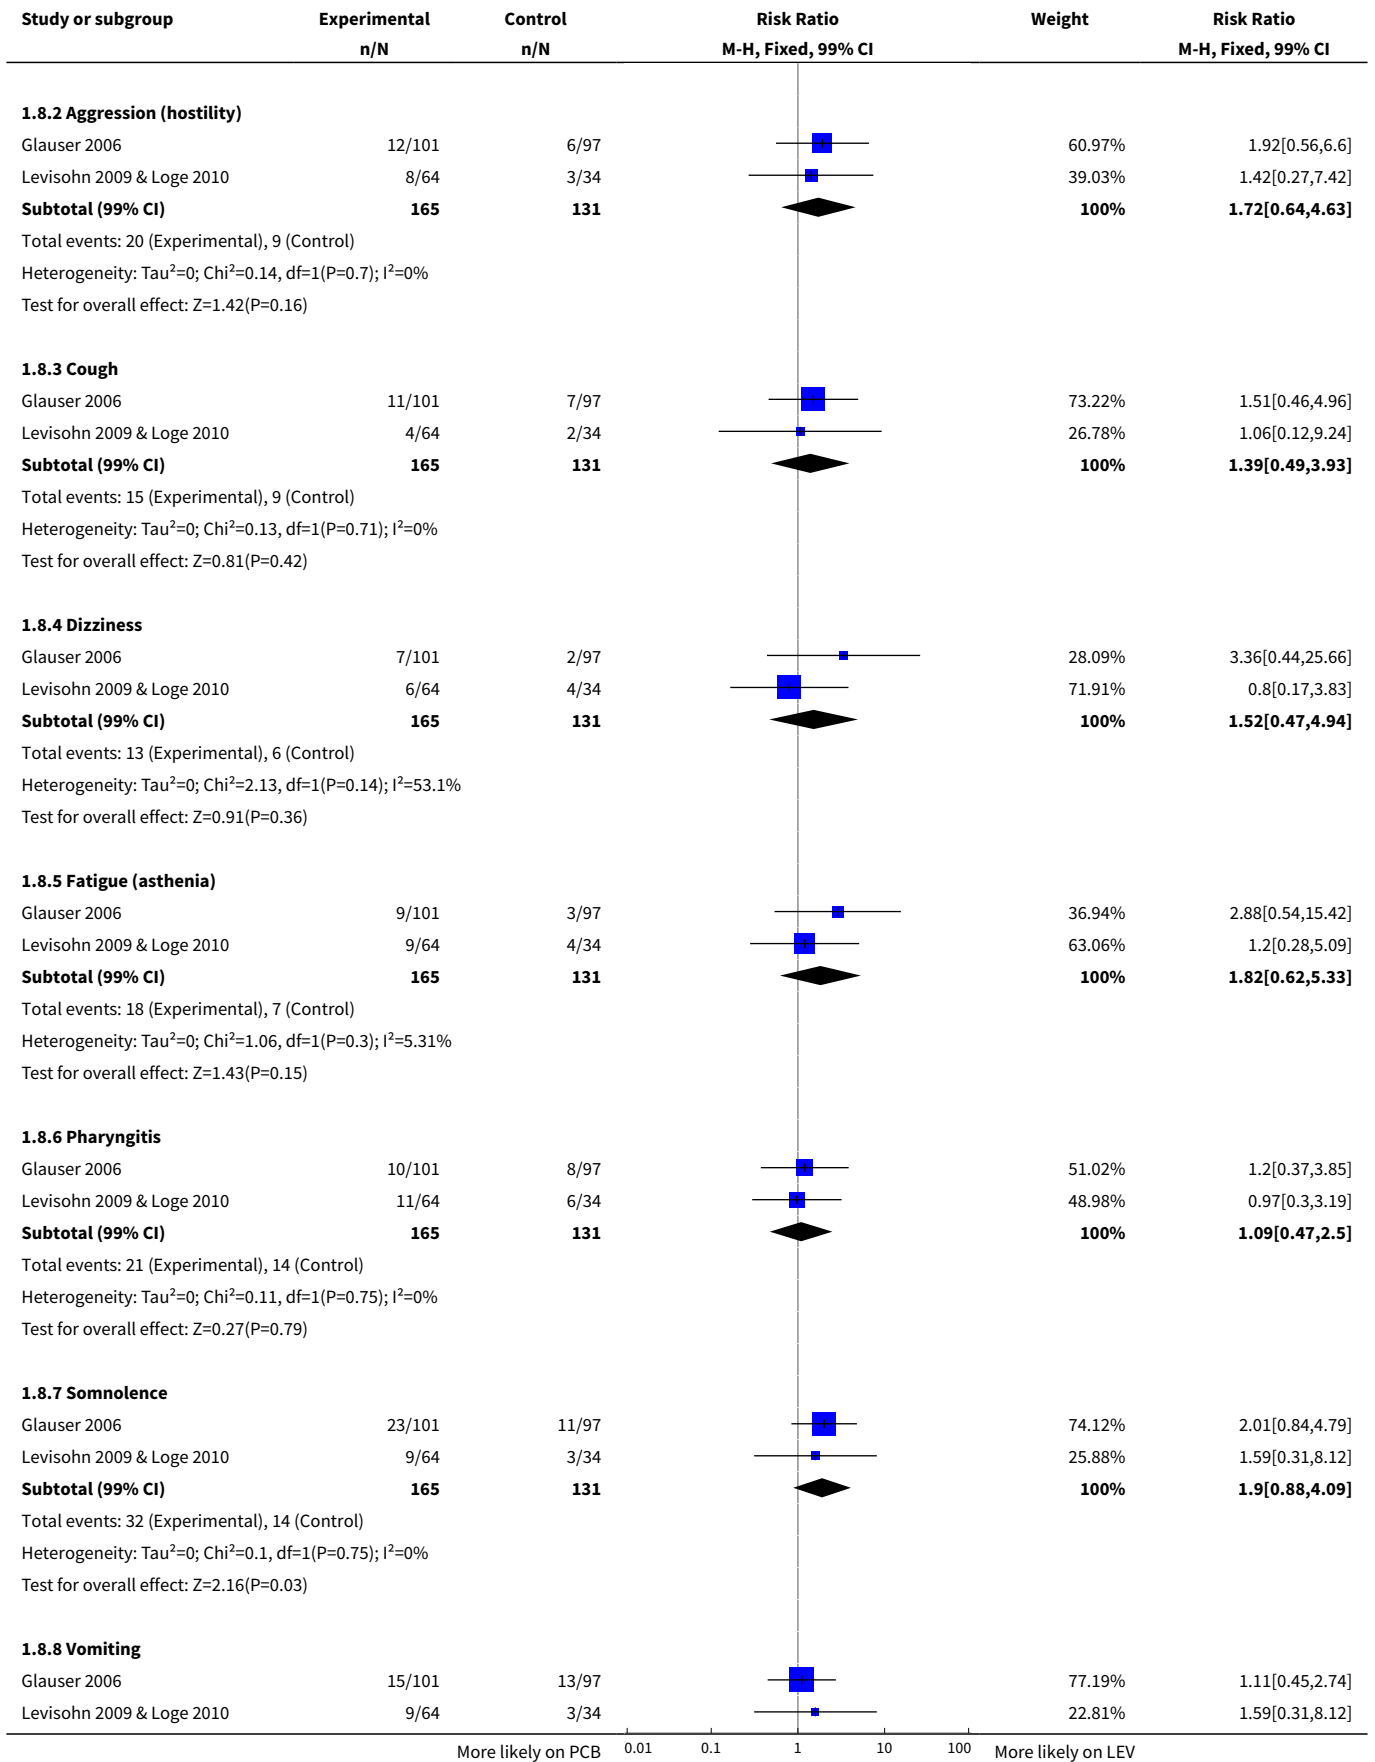 Study or subgroup Experimental Control Risk Ratio Weight Risk Ratio
n/N n/N M-H, Fixed, 99% CI M-H, Fixed, 99% CI
1.8.2 Aggression (hostility)
Glauser 2006 12/101 6/97 60.97% 1.92[0.56,6.6]
Levisohn 2009 & Loge 2010 8/64 3/34 39.03% 1.42[0.27,7.42]
Subtotal (99% CI) 165 131 100% 1.72[0.64,4.63]
Total events: 20 (Experimental), 9 (Control)
Heterogeneity: Tau²=0; Chi²=0.14, df=1(P=0.7); I²=0%
Test for overall effect: Z=1.42(P=0.16)
1.8.3 Cough
Glauser 2006 11/101 7/97 73.22% 1.51[0.46,4.96]
Levisohn 2009 & Loge 2010 4/64 2/34 26.78% 1.06[0.12,9.24]
Subtotal (99% CI) 165 131 100% 1.39[0.49,3.93]
Total events: 15 (Experimental), 9 (Control)
Heterogeneity: Tau²=0; Chi²=0.13, df=1(P=0.71); I²=0%
Test for overall effect: Z=0.81(P=0.42)
1.8.4 Dizziness
Glauser 2006 7/101 2/97 28.09% 3.36[0.44,25.66]
Levisohn 2009 & Loge 2010 6/64 4/34 71.91% 0.8[0.17,3.83]
Subtotal (99% CI) 165 131 100% 1.52[0.47,4.94]
Total events: 13 (Experimental), 6 (Control)
Heterogeneity: Tau²=0; Chi²=2.13, df=1(P=0.14); I²=53.1%
Test for overall effect: Z=0.91(P=0.36)
1.8.5 Fatigue (asthenia)
Glauser 2006 9/101 3/97 36.94% 2.88[0.54,15.42]
Levisohn 2009 & Loge 2010 9/64 4/34 63.06% 1.2[0.28,5.09]
Subtotal (99% CI) 165 131 100% 1.82[0.62,5.33]
Total events: 18 (Experimental), 7 (Control)
Heterogeneity: Tau²=0; Chi²=1.06, df=1(P=0.3); I²=5.31%
Test for overall effect: Z=1.43(P=0.15)
1.8.6 Pharyngitis
Glauser 2006 10/101 8/97 51.02% 1.2[0.37,3.85]
Levisohn 2009 & Loge 2010 11/64 6/34 48.98% 0.97[0.3,3.19]
Subtotal (99% CI) 165 131 100% 1.09[0.47,2.5]
Total events: 21 (Experimental), 14 (Control)
Heterogeneity: Tau²=0; Chi²=0.11, df=1(P=0.75); I²=0%
Test for overall effect: Z=0.27(P=0.79)
1.8.7 Somnolence
Glauser 2006 23/101 11/97 74.12% 2.01[0.84,4.79]
Levisohn 2009 & Loge 2010 9/64 3/34 25.88% 1.59[0.31,8.12]
Subtotal (99% CI) 165 131 100% 1.9[0.88,4.09]
Total events: 32 (Experimental), 14 (Control)
Heterogeneity: Tau²=0; Chi²=0.1, df=1(P=0.75); I²=0%
Test for overall effect: Z=2.16(P=0.03)
1.8.8 Vomiting
Glauser 2006 15/101 13/97 77.19% 1.11[0.45,2.74]
Levisohn 2009 & Loge 2010 9/64 3/34 22.81% 1.59[0.31,8.12]
More likely on PCB 0.01 0.1 1 10 100 More likely on LEV